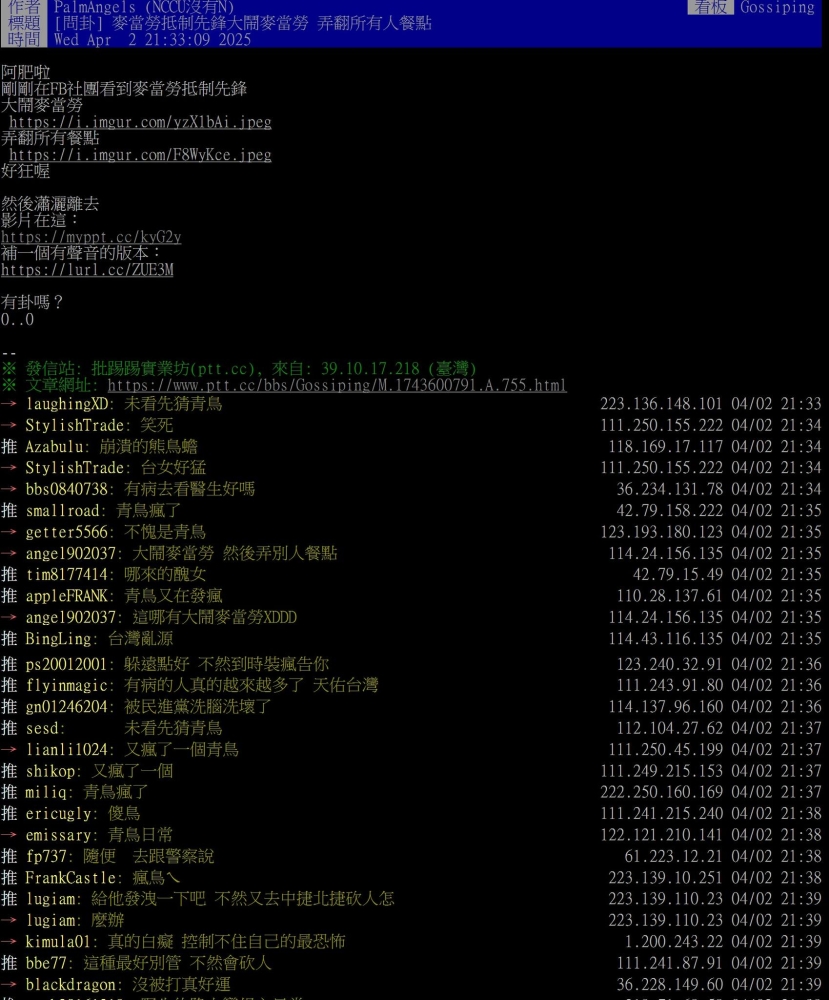 作者 PalmAngels (NCCU沒有N) 看板 Gossiping
標題 [問卦] 麥當勞抵制先鋒大鬧麥當勞 弄翻所有人餐點
時間 Wed Apr 2 21:33:09 2025
阿肥啦
剛剛在FB社團看到麥當勞抵制先鋒
大鬧麥當勞
https://i.imgur.com/yzX1bAi.jpeg
弄翻所有餐點
https://i.imgur.com/F8WyKce.jpeg
好狂喔
然後瀟灑離去
影片在這：
https://myppt.cc/kyG2y
補一個有聲音的版本：
https://lurl.cc/ZUE3M
有卦嗎？
0..0
--
※ 發信站: 批踢踢實業坊(ptt.cc), 來自: 39.10.17.218 (臺灣)
※ 文章網址: https://www.ptt.cc/bbs/Gossiping/M.1743600791.A.755.html
→ laughingXD: 未看先猜青鳥 223.136.148.101 04/02 21:33
→ StylishTrade: 笑死 111.250.155.222 04/02 21:34
推 Azabulu: 崩潰的熊鳥蟾 118.169.17.117 04/02 21:34
→ StylishTrade: 台女好猛 111.250.155.222 04/02 21:34
→ bbs0840738: 有病去看醫生好嗎 36.234.131.78 04/02 21:34
推 smallroad: 青鳥瘋了 42.79.158.222 04/02 21:35
→ getter5566: 不愧是青鳥 123.193.180.123 04/02 21:35
→ angel902037: 大鬧麥當勞 然後弄別人餐點 114.24.156.135 04/02 21:35
推 tim8177414: 哪來的醜女 42.79.15.49 04/02 21:35
推 appleFRANK: 青鳥又在發瘋 110.28.137.61 04/02 21:35
→ angel902037: 這哪有大鬧麥當勞XDDD 114.24.156.135 04/02 21:35
推 BingLing: 台灣亂源 114.43.116.135 04/02 21:35
推 ps20012001: 躲遠點好 不然到時裝瘋告你 123.240.32.91 04/02 21:36
推 flyinmagic: 有病的人真的越來越多了 天佑台灣 111.243.91.80 04/02 21:36
推 gn01246204: 被民進黨洗腦洗壞了 114.137.96.160 04/02 21:36
推 sesd: 未看先猜青鳥 112.104.27.62 04/02 21:37
→ lianli1024: 又瘋了一個青鳥 111.250.45.199 04/02 21:37
推 shikop: 又瘋了一個 111.249.215.153 04/02 21:37
推 miliq: 青鳥瘋了 222.250.160.169 04/02 21:37
推 ericugly: 傻鳥 111.241.215.240 04/02 21:38
→ emissary: 青鳥日常 122.121.210.141 04/02 21:38
推 fp737: 隨便 去跟警察說 61.223.12.21 04/02 21:38
推 FrankCastle: 瘋鳥乀 223.139.10.251 04/02 21:38
推 lugiam: 給他發洩一下吧 不然又去中捷北捷砍人怎 223.139.110.23 04/02 21:39
→ lugiam: 麼辦 223.139.110.23 04/02 21:39
→ kimula01: 真的白癡 控制不住自己的最恐怖 1.200.243.22 04/02 21:39
推 bbe77: 這種最好別管 不然會砍人 111.241.87.91 04/02 21:39
→ blackdragon: 沒被打真好運 36.228.149.60 04/02 21:39